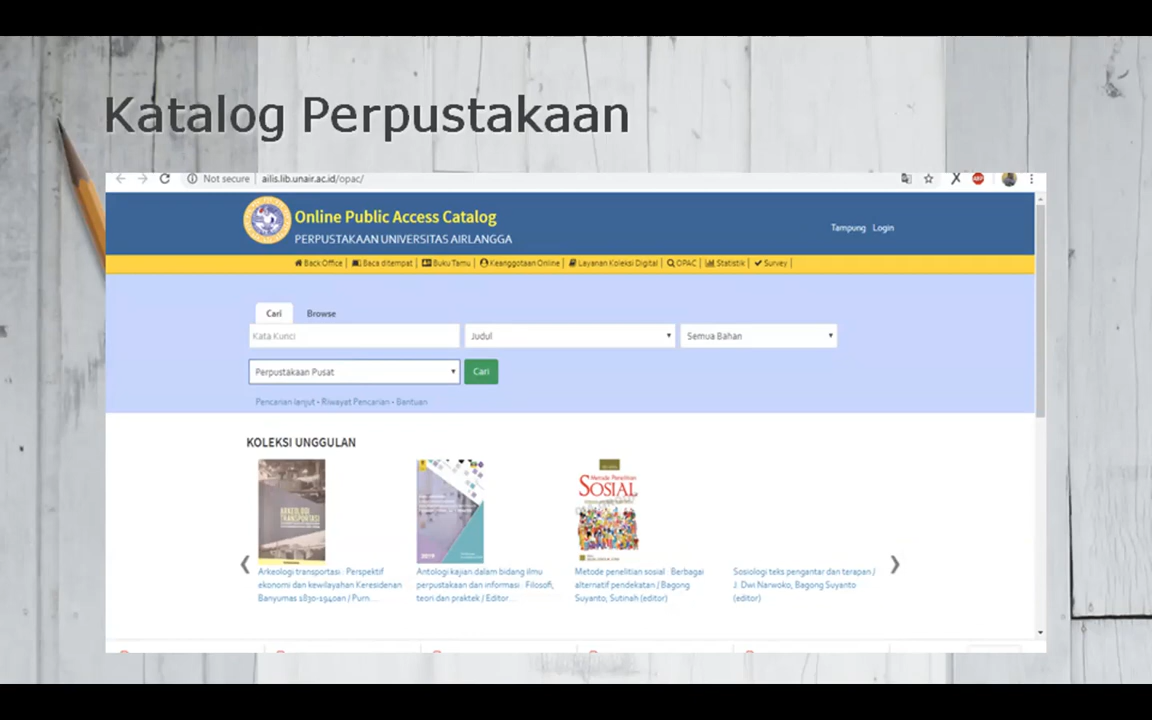 Katalog Perpustakaan
Not secure | ailis.lib.unair.ac.id/opac/
Online Public Access Catalog
PERPUSTAKAAN UNIVERSITAS AIRLANGGA
Tampung Login
Back Office | Baca ditempat | Buku Tamu | Keanggotaan Online | Layanan Koleksi Digital | OPAC | Statistik | Survey |
Cari Browse
Kata Kunci Judul Semua Bahan
Perpustakaan Pusat Cari
Pencarian lanjut • Riwayat Pencarian • Bantuan
KOLEKSI UNGGULAN
ARKEOLOGI
TRANSPORTASI
2019
Metode Penelitian
SOSIAL
Arkeologi transportasi : Perspektif
ekonomi dan kewilayahan Keresidenan
Banyumas 1830-1940an / Purn...
Antologi kajian dalam bidang ilmu
perpustakaan dan informasi : Filosofi,
teori dan praktek / Editor...
Metode penelitian sosial : Berbagai
alternatif pendekatan / Bagong
Suyanto, Sutinah (editor)
Sosiologi teks pengantar dan terapan /
J. Dwi Narwoko, Bagong Suyanto
(editor)